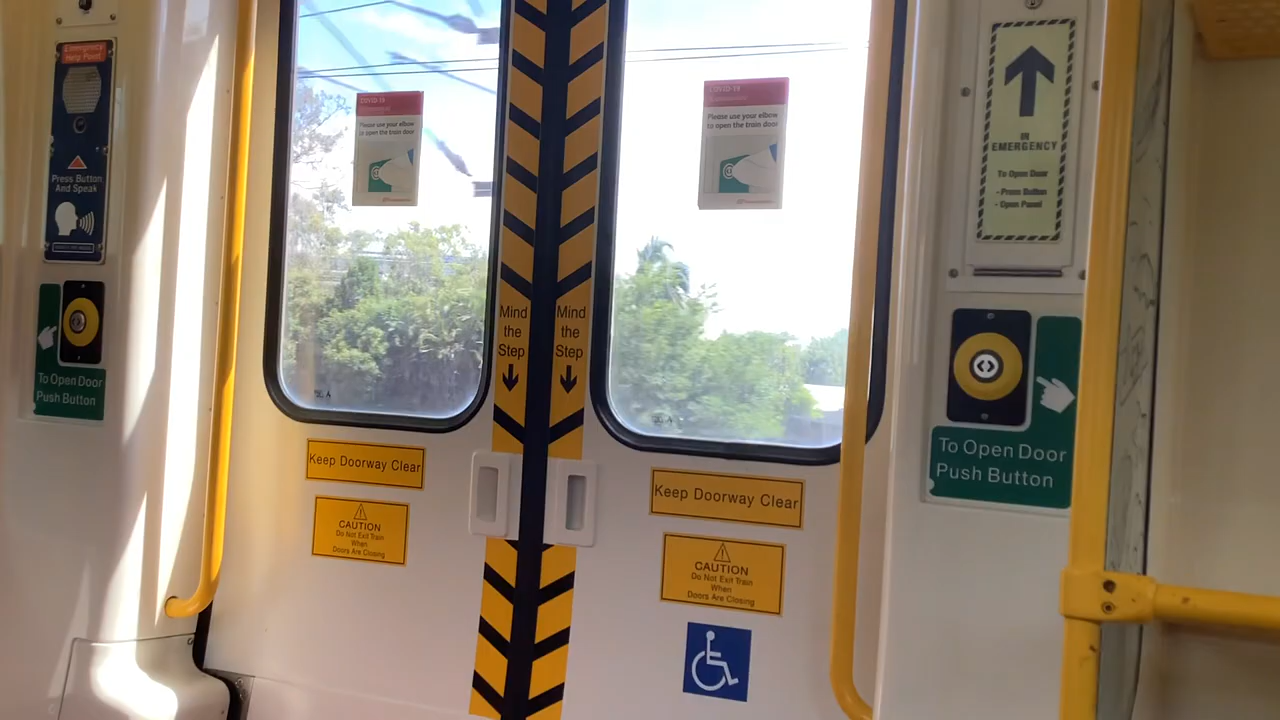 Emergency
Help Point
Press Button
And Speak
To Open Door
Push Button
COVID-19
Please use your elbow
to open the train door
Mind
the
Step
Mind
the
Step
Keep Doorway Clear
CAUTION
Do Not Exit Train
When
Doors Are Closing
COVID-19
Please use your elbow
to open the train door
Keep Doorway Clear
CAUTION
Do Not Exit Train
When
Doors Are Closing
IN
EMERGENCY
To Open Door
- Press Button
- Open Panel
To Open Door
Push Button